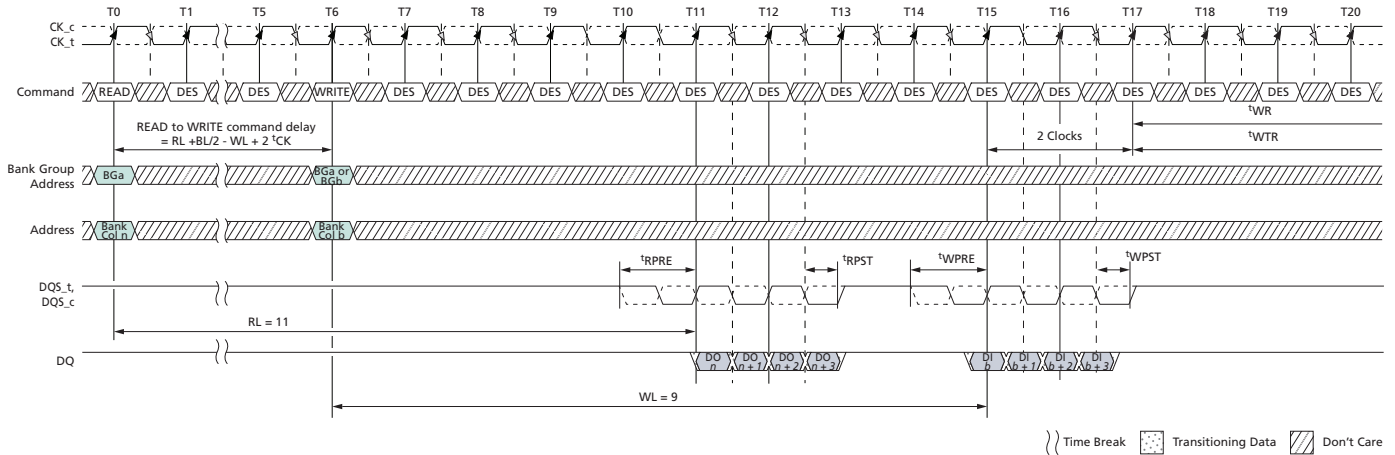 T0 T1 T5 T6 T7 T8 T9 T10 T11 T12 T13 T14 T15 T16 T17 T18 T19 T20
CK_c
CK_t
Command READ DES DES WRITE DES DES DES DES DES DES DES DES DES DES DES DES DES DES
READ to WRITE command delay
= RL +BL/2 - WL + 2 tCK
2 Clocks
tWR
tWTR
Bank Group
Address
BGa
BGa or
BGb
Address
Bank
Col n
Bank
Col b
tRPRE tRPST tWPRE tWPST
DQS_t,
DQS_c
RL = 11
DQ
DO
n
DO
n + 1
DO
n + 2
DO
n + 3
DI
b
DI
b + 1
DI
b + 2
DI
b + 3
WL = 9
Time Break Transitioning Data Don't Care